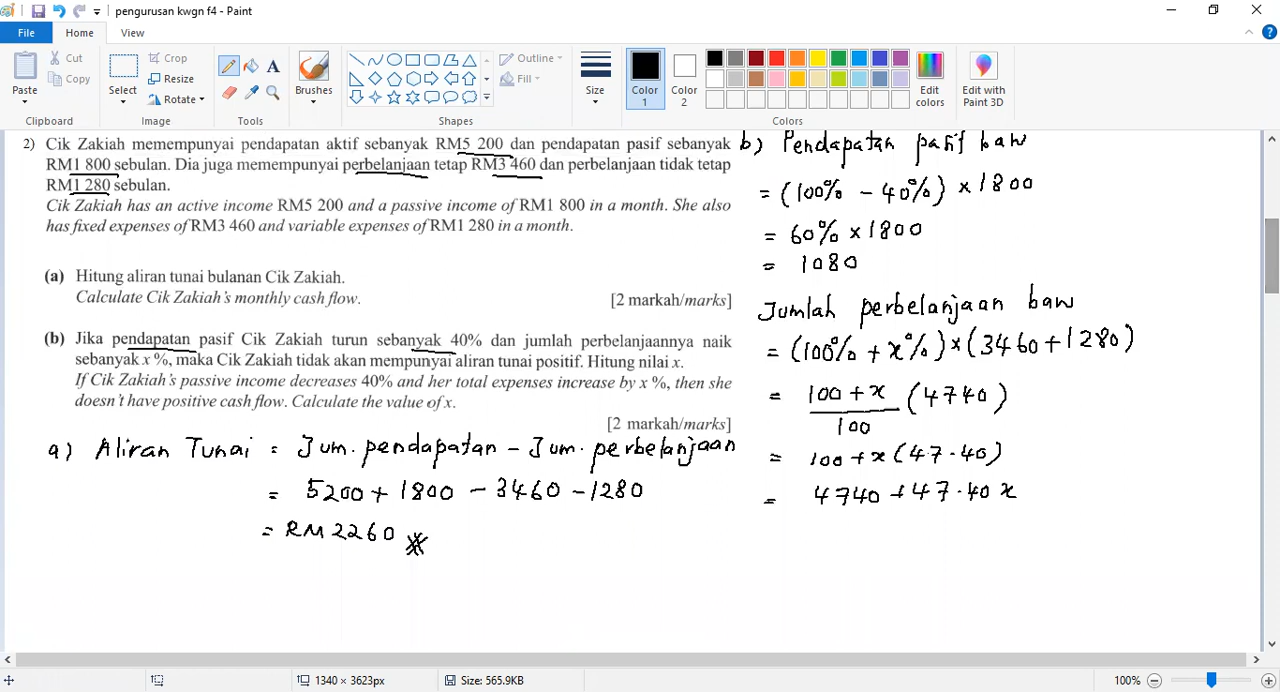 pengurusan kwgn f4 - Paint
File
Home
View
Paste
Cut
Copy
Clipboard
Select
Crop
Resize
Rotate
Image
A
Tools
Brushes
Outline
Fill
Shapes
Size
Color 1
Color 2
Edit colors
Edit with Paint 3D
Colors
2) Cik Zakiah memempunyai pendapatan aktif sebanyak RM5 200 dan pendapatan pasif sebanyak
RM1 800 sebulan. Dia juga memempunyai perbelanjaan tetap RM3 460 dan perbelanjaan tidak tetap
RM1 280 sebulan.
Cik Zakiah has an active income RM5 200 and a passive income of RM1 800 in a month. She also
has fixed expenses of RM3 460 and variable expenses of RM1 280 in a month.
(a) Hitung aliran tunai bulanan Cik Zakiah.
Calculate Cik Zakiah's monthly cash flow.
[2 markah/marks]
(b) Jika pendapatan pasif Cik Zakiah turun sebanyak 40% dan jumlah perbelanjaannya naik
sebanyak x %, maka Cik Zakiah tidak akan mempunyai aliran tunai positif. Hitung nilai x.
If Cik Zakiah's passive income decreases 40% and her total expenses increase by x %, then she
doesn't have positive cash flow. Calculate the value of x.
[2 markah/marks]
a) Aliran Tunai = Jum. pendapatan - Jum. perbelanjaan
= 5200 + 1800 - 3460 - 1280
= RM 2260
b) Pendapatan pasif baru
= (100% - 40%) × 1800
= 60% × 1800
= 1080
Jumlah perbelanjaan baru
= (100% + x%) × (3460 + 1280)
= 100 + x / 100 (4740)
= 100 + x (47.40)
= 4740 + 47.40 x
1340 × 3623px
Size: 565.9KB
100%